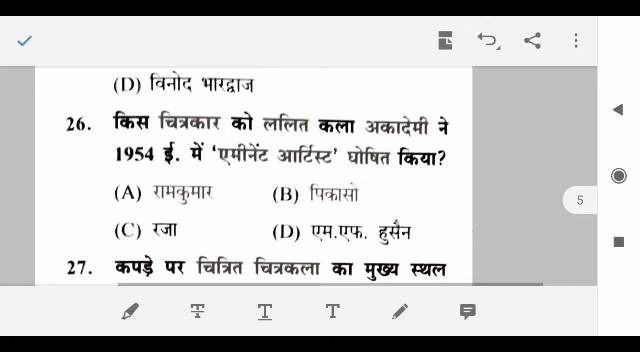 (D) विनोद भारद्वाज
26. किस चित्रकार को ललित कला अकादेमी ने
1954 ई. में ‘एमीनेंट आर्टिस्ट’ घोषित किया?
(A) रामकुमार (B) पिकासो
(C) रजा (D) एम.एफ. हुसैन
5
27. कपड़े पर चित्रित चित्रकला का मुख्य स्थल